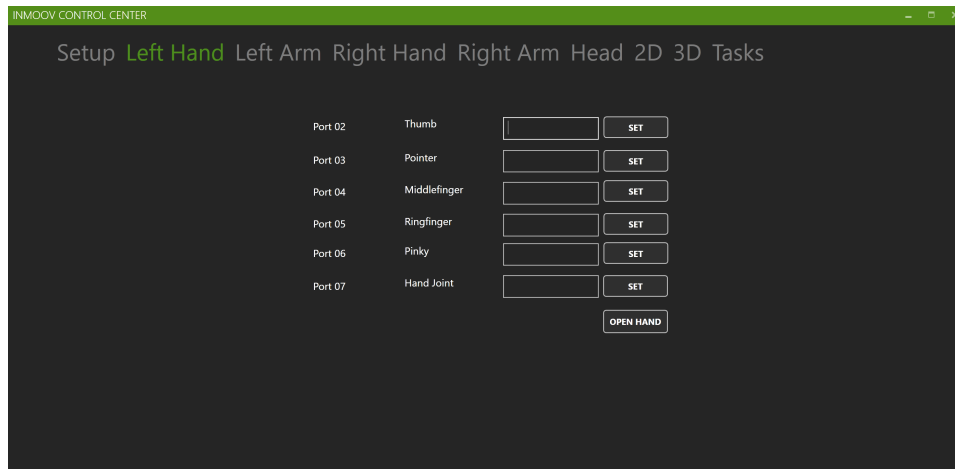 INMOOV CONTROL CENTER
Setup Left Hand Left Arm Right Hand Right Arm Head 2D 3D Tasks
Port 02 Thumb SET
Port 03 Pointer SET
Port 04 Middlefinger SET
Port 05 Ringfinger SET
Port 06 Pinky SET
Port 07 Hand Joint SET
OPEN HAND